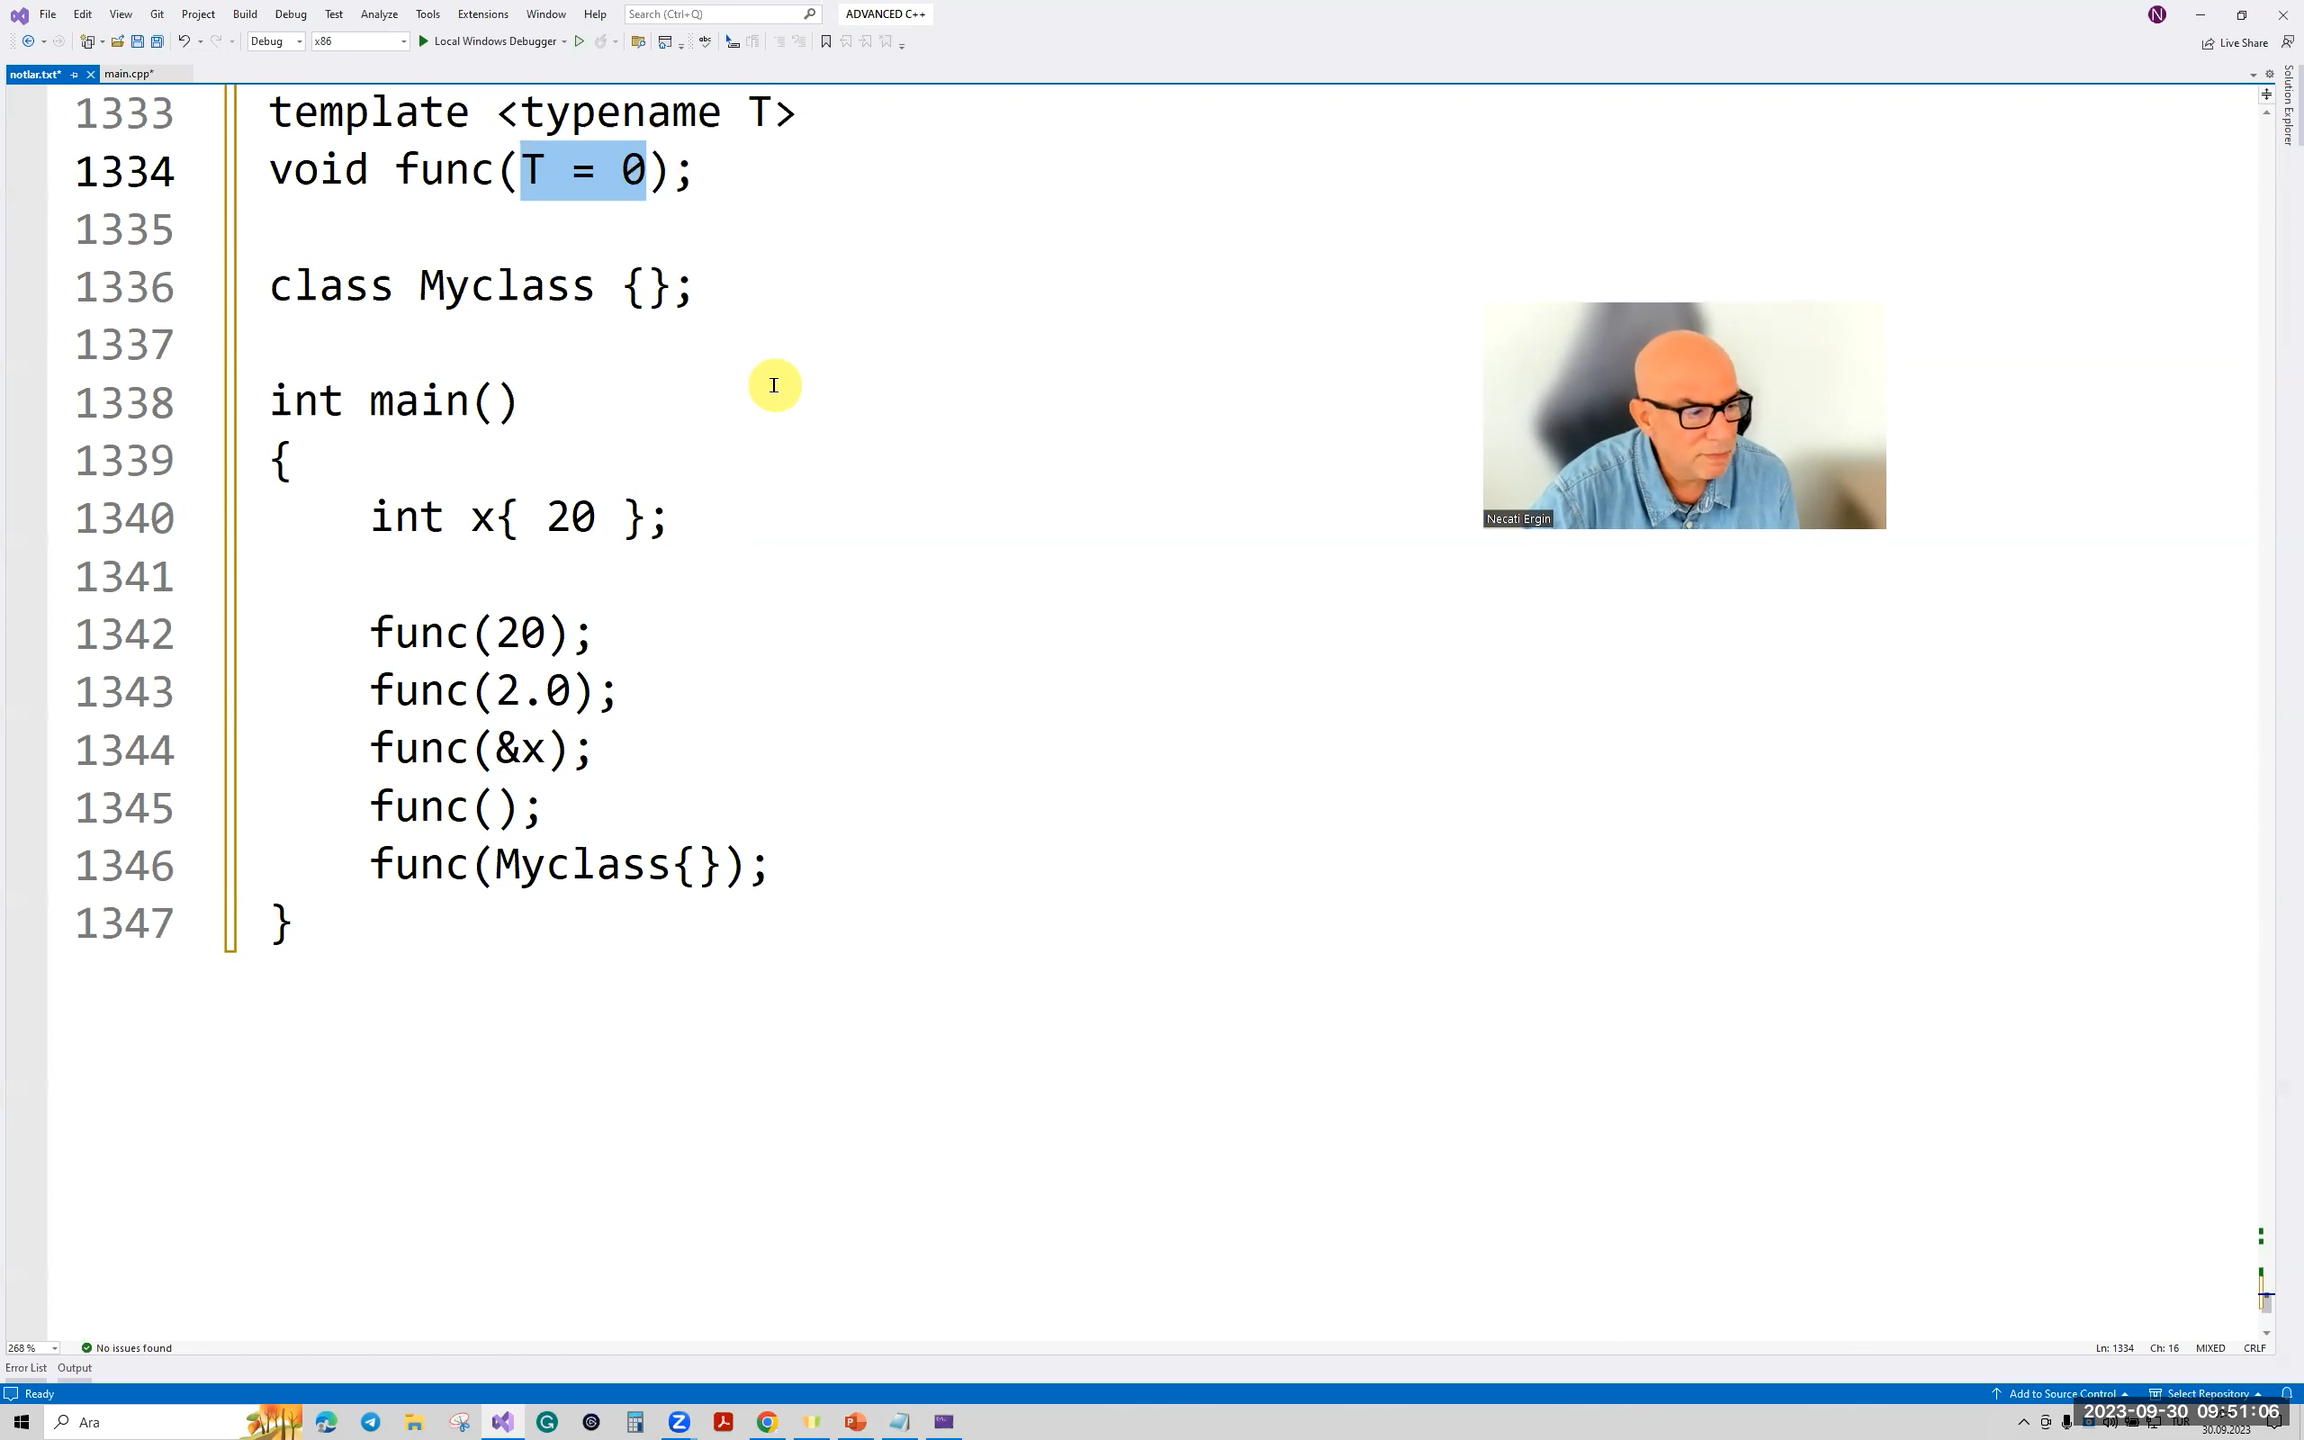 File Edit View Git Project Build Debug Test Analyze Tools Extensions Window Help Search (Ctrl+Q) ADVANCED C++ N
Debug x86 Local Windows Debugger Live Share
notlar.txt* main.cpp*
Solution Explorer
1333 template <typename T>
1334 void func(T = 0);
1335
1336 class Myclass {};
1337
1338 int main()
1339 {
1340 int x{ 20 };
1341
1342 func(20);
1343 func(2.0);
1344 func(&x);
1345 func();
1346 func(Myclass{});
1347 }
Necati Ergin
268 % No issues found Ln: 1334 Ch: 16 MIXED CRLF
Error List Output
Ready Add to Source Control Select Repository
2023-09-30 09:51:06
Ara TUR
30.09.2023